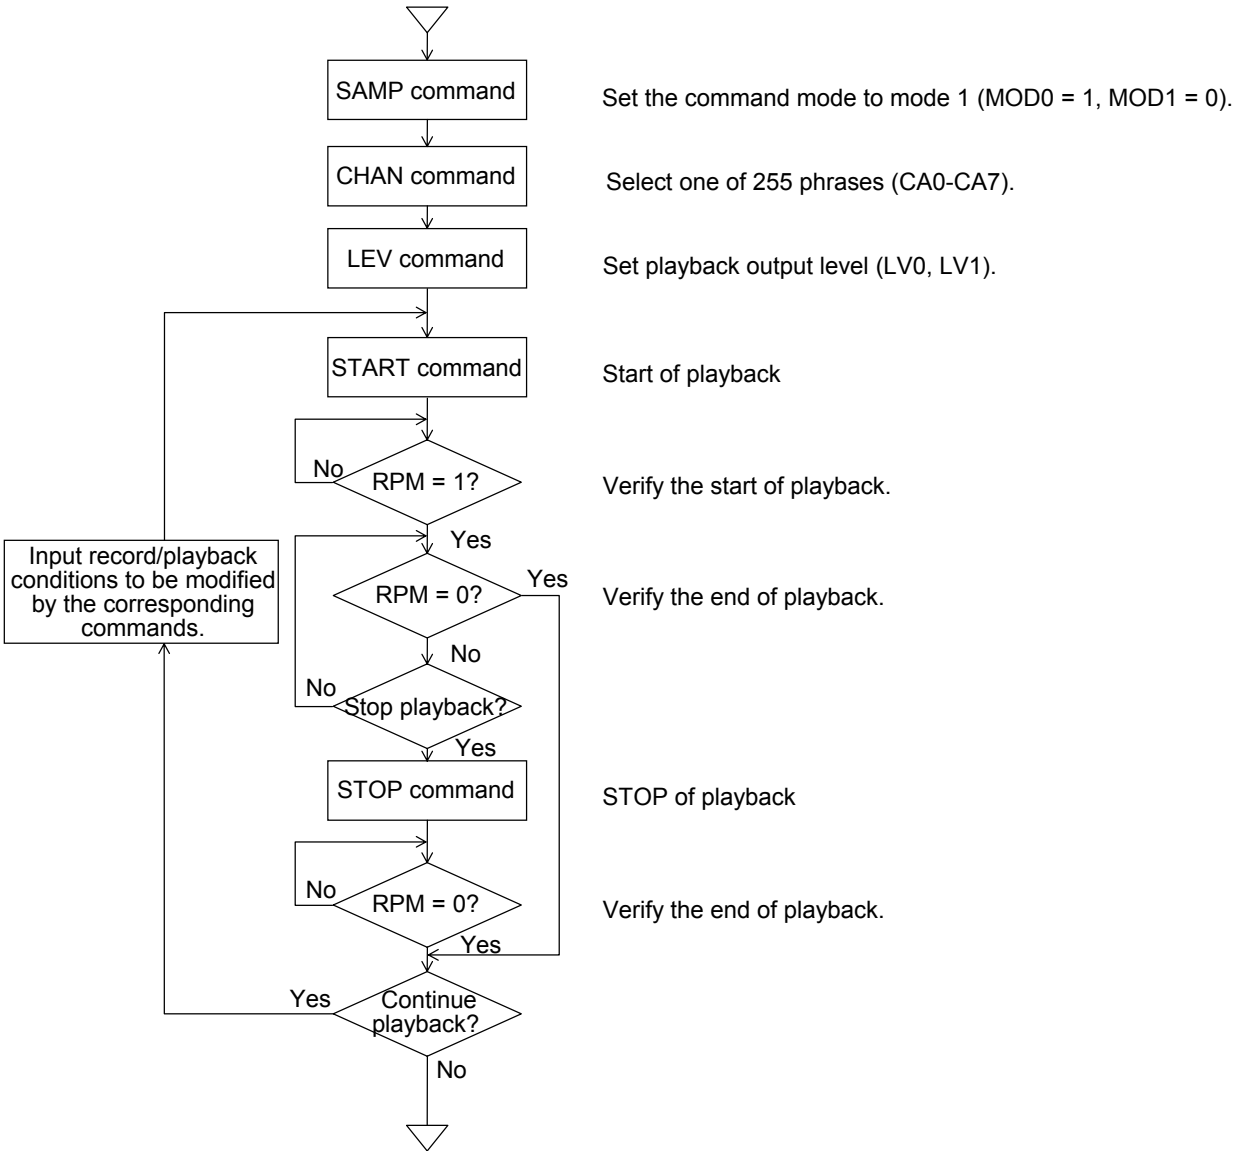 SAMP command
Set the command mode to mode 1 (MOD0 = 1, MOD1 = 0).
CHAN command
Select one of 255 phrases (CA0-CA7).
LEV command
Set playback output level (LV0, LV1).
START command
Start of playback
No
RPM = 1?
Verify the start of playback.
Yes
Input record/playback
conditions to be modified
by the corresponding
commands.
RPM = 0?
Yes
Verify the end of playback.
No
No
Stop playback?
Yes
STOP command
STOP of playback
No
RPM = 0?
Verify the end of playback.
Yes
Yes
Continue
playback?
No